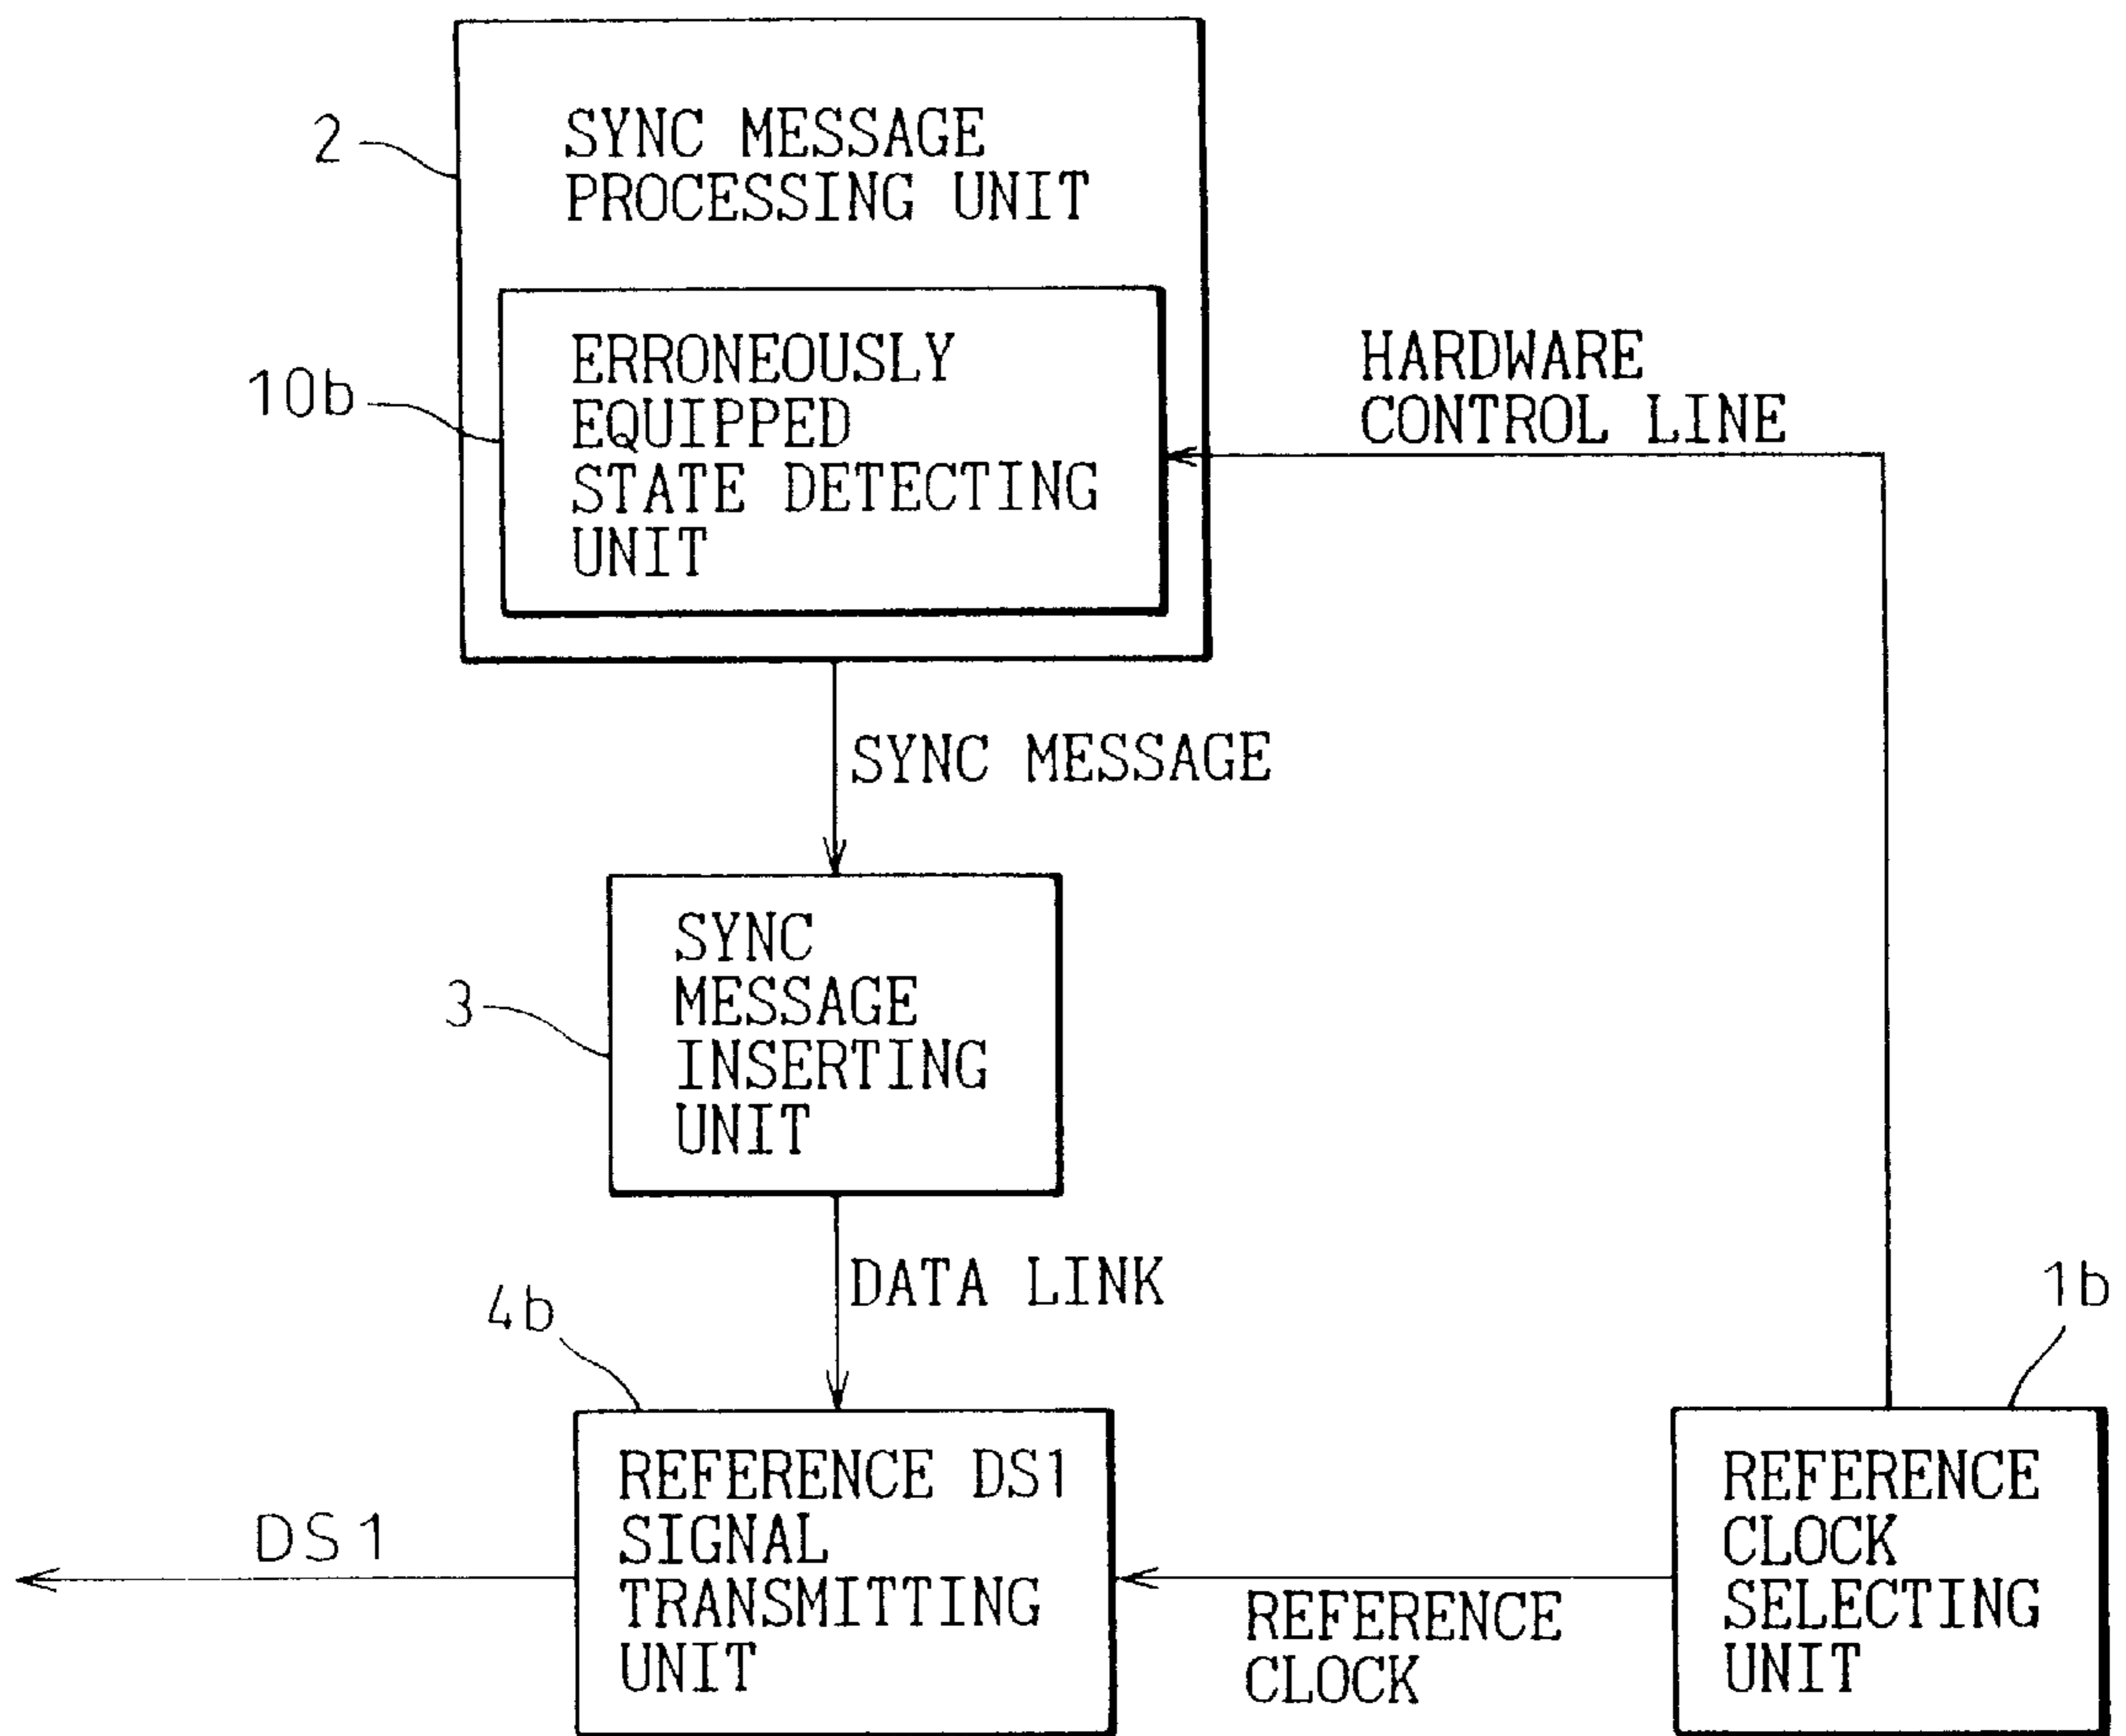 2
SYNC MESSAGE
PROCESSING UNIT
10b
ERRONEOUSLY
EQUIPPED
STATE DETECTING
UNIT
HARDWARE
CONTROL LINE
SYNC MESSAGE
3
SYNC
MESSAGE
INSERTING
UNIT
DATA LINK
4b
1b
REFERENCE DS1
SIGNAL
TRANSMITTING
UNIT
DS1
REFERENCE
CLOCK
REFERENCE
CLOCK
SELECTING
UNIT